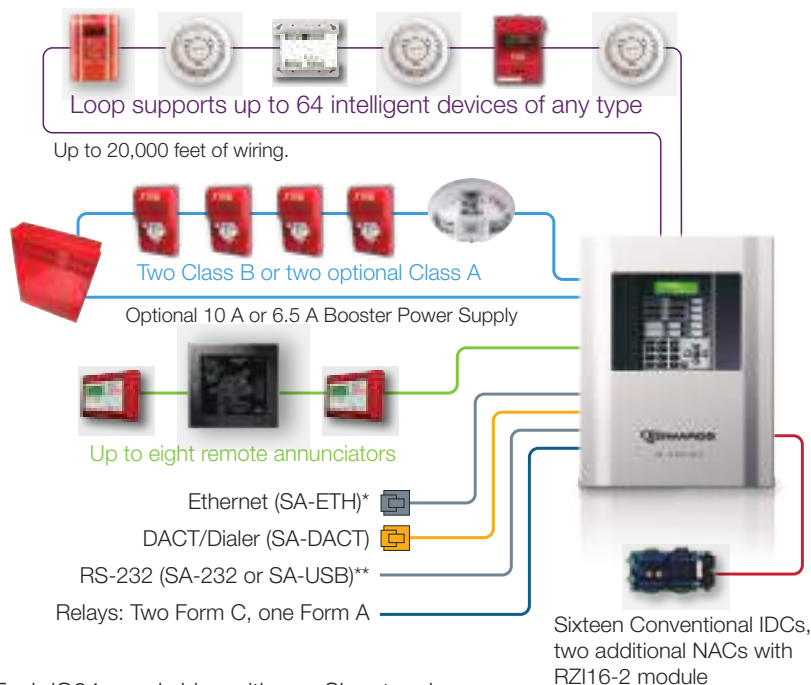 Loop supports up to 64 intelligent devices of any type
Up to 20,000 feet of wiring.
Two Class B or two optional Class A
Optional 10 A or 6.5 A Booster Power Supply
Up to eight remote annunciators
Ethernet (SA-ETH)*
DACT/Dialer (SA-DACT)
RS-232 (SA-232 or SA-USB)**
Relays: Two Form C, one Form A
EDWARDS
Sixteen Conventional IDCs,
two additional NACs with
RZI16-2 module